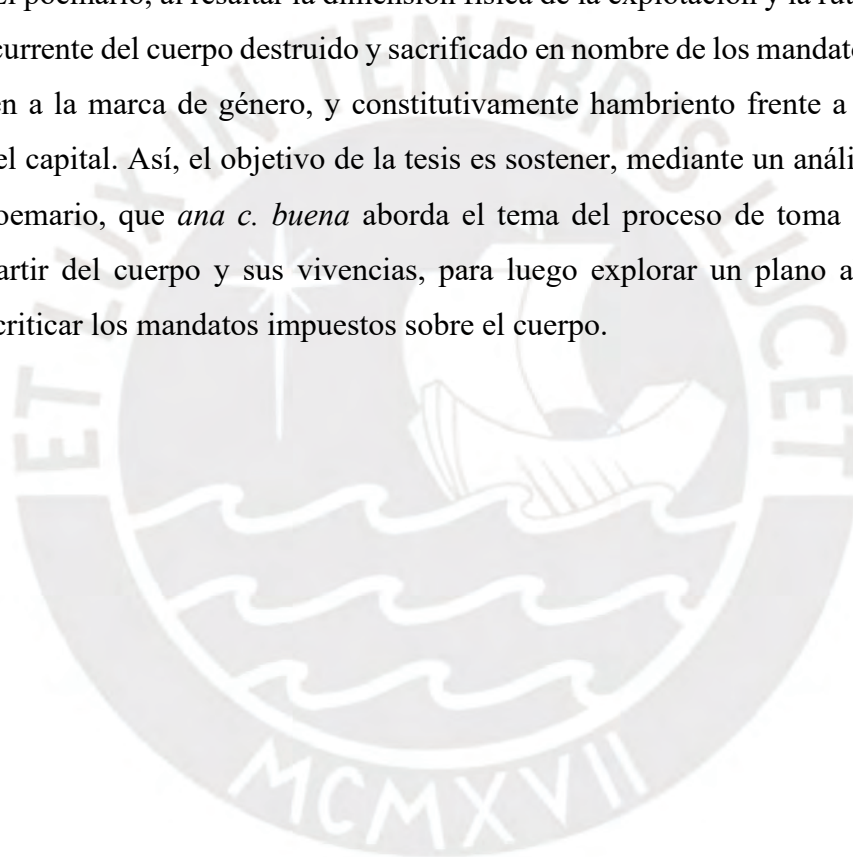 El poemario, al resaltar la dimensión física de la explotación y la
currente del cuerpo destruido y sacrificado en nombre de los
en a la marca de género, y constitutivamente hambriento frente a
el capital. Así, el objetivo de la tesis es sostener, mediante un
oemario, que ana c. buena aborda el tema del proceso de toma
artir del cuerpo y sus vivencias, para luego explorar un plano a
criticar los mandatos impuestos sobre el cuerpo.
ET LUX IN TENEBRIS LUCET
MCMXVII